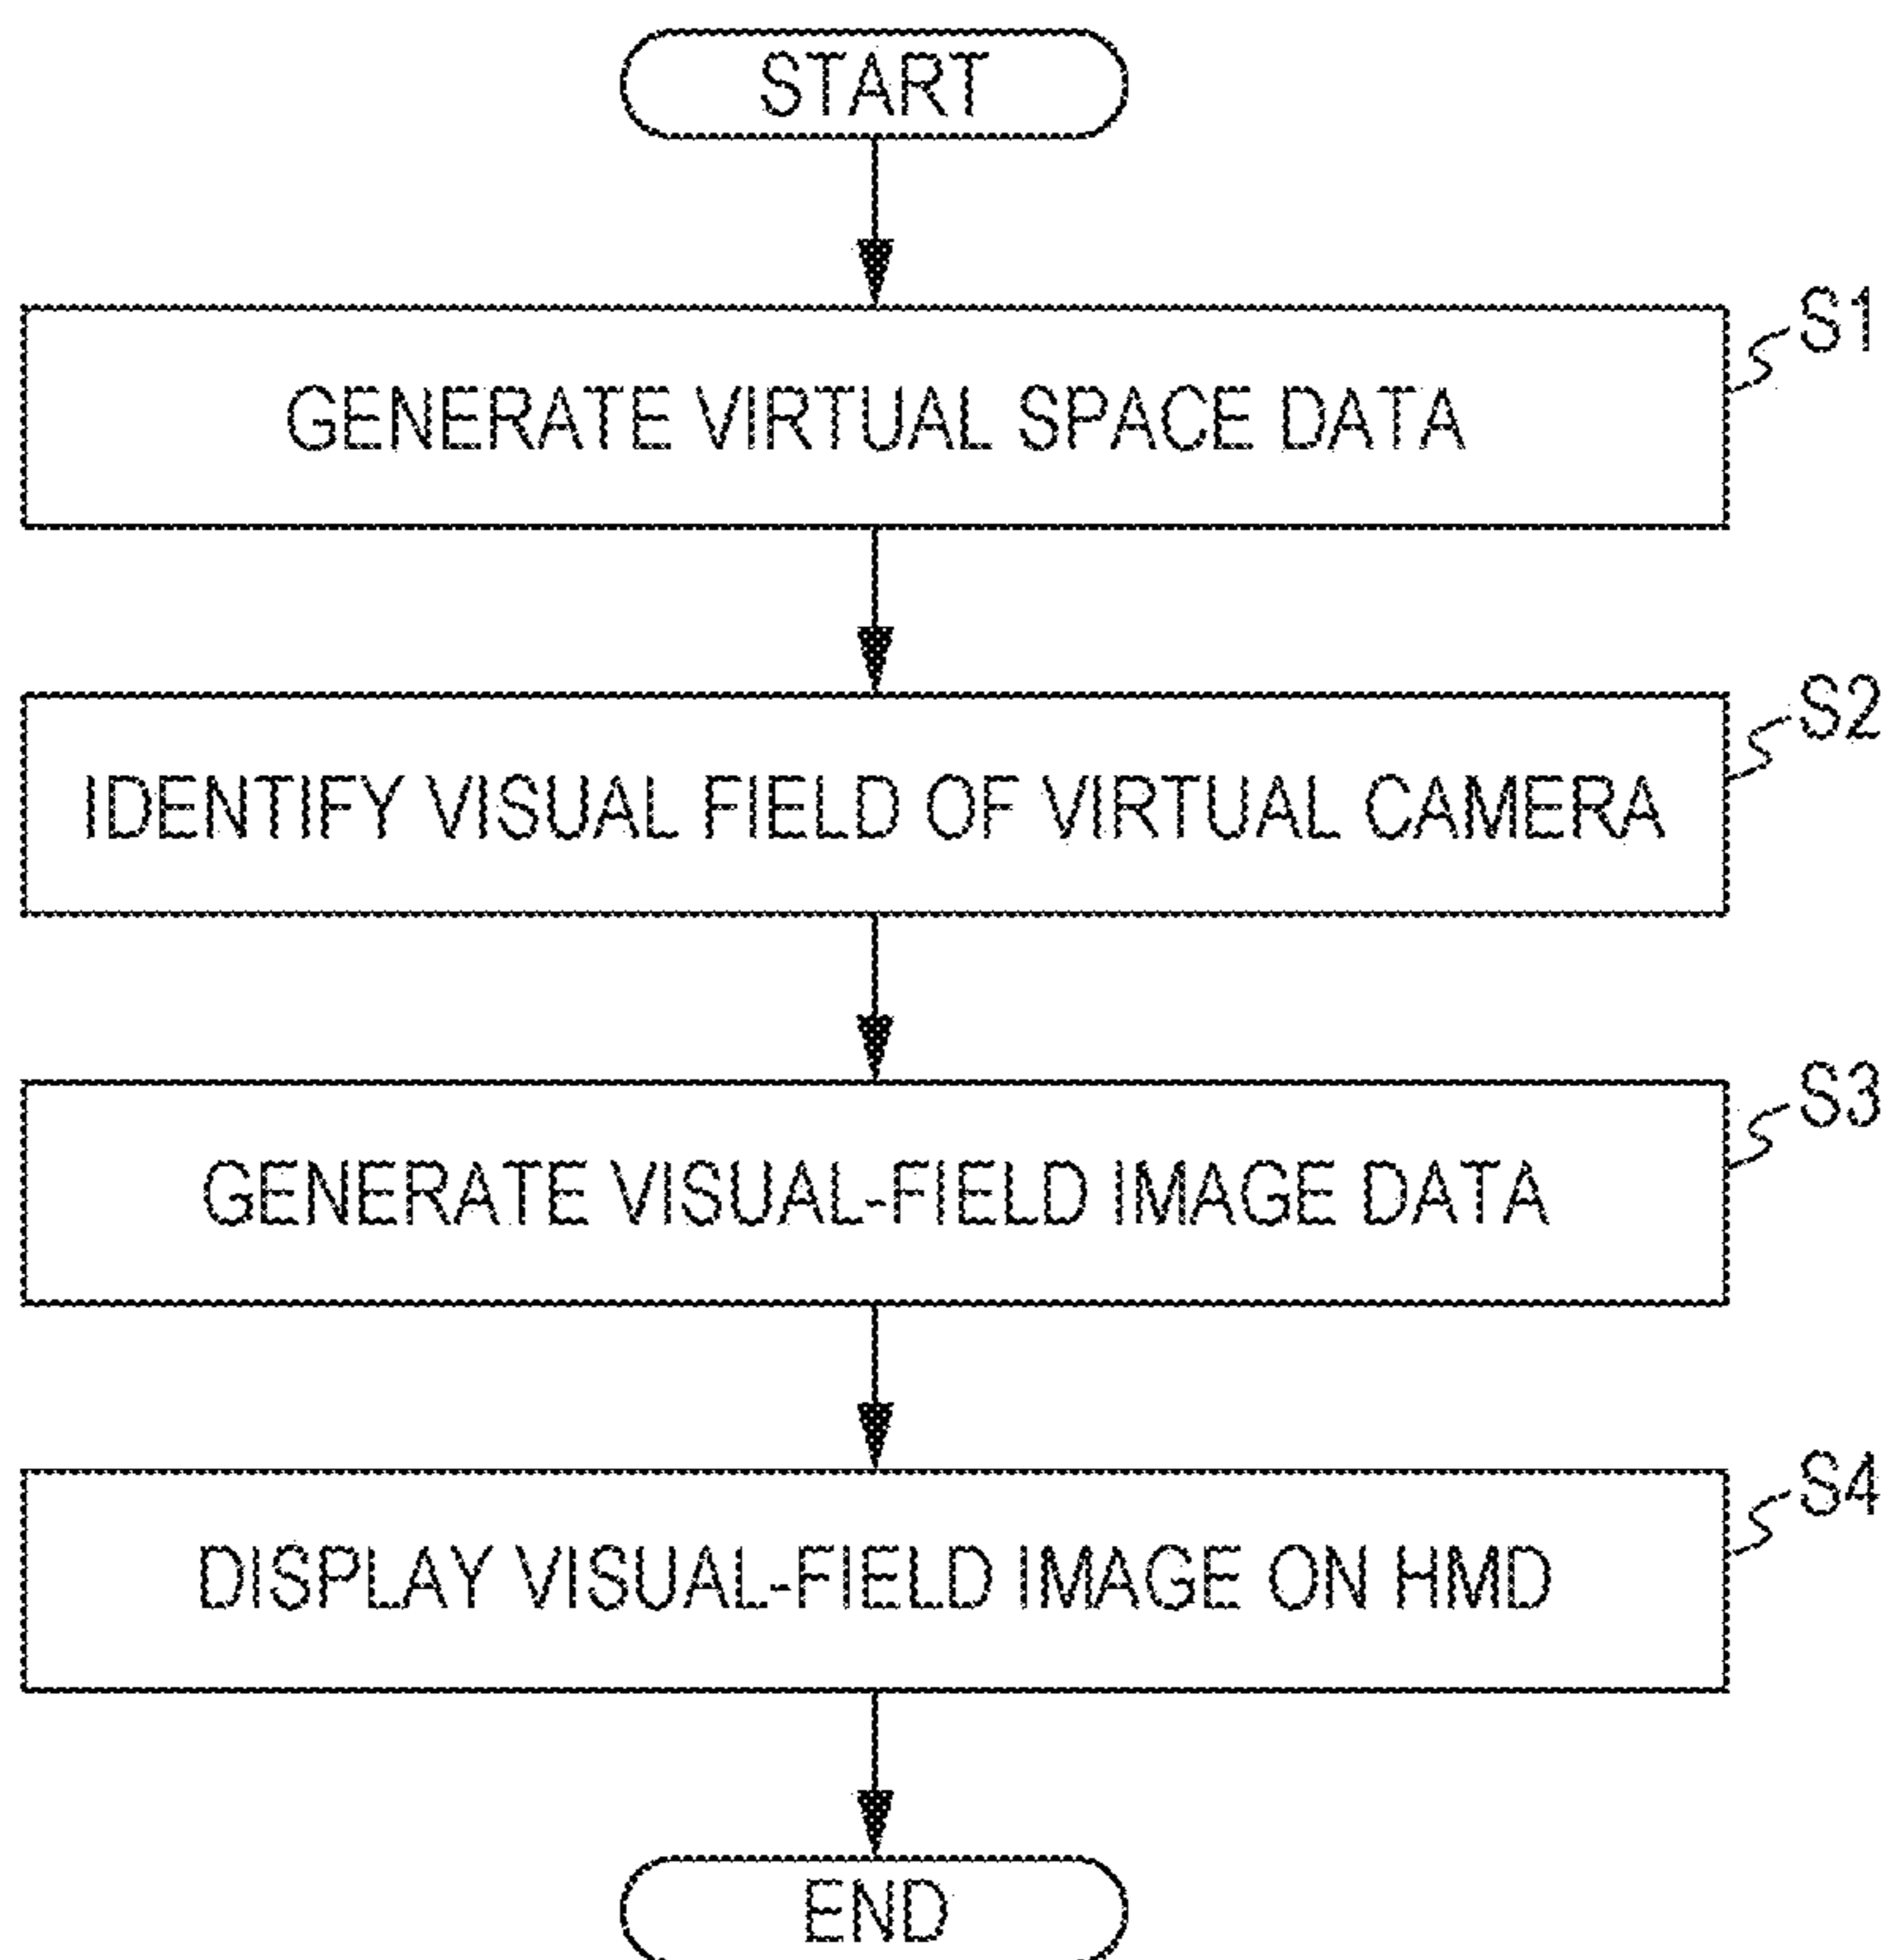 START
S1
GENERATE VIRTUAL SPACE DATA
S2
IDENTIFY VISUAL FIELD OF VIRTUAL CAMERA
S3
GENERATE VISUAL-FIELD IMAGE DATA
S4
DISPLAY VISUAL-FIELD IMAGE ON HMD
END